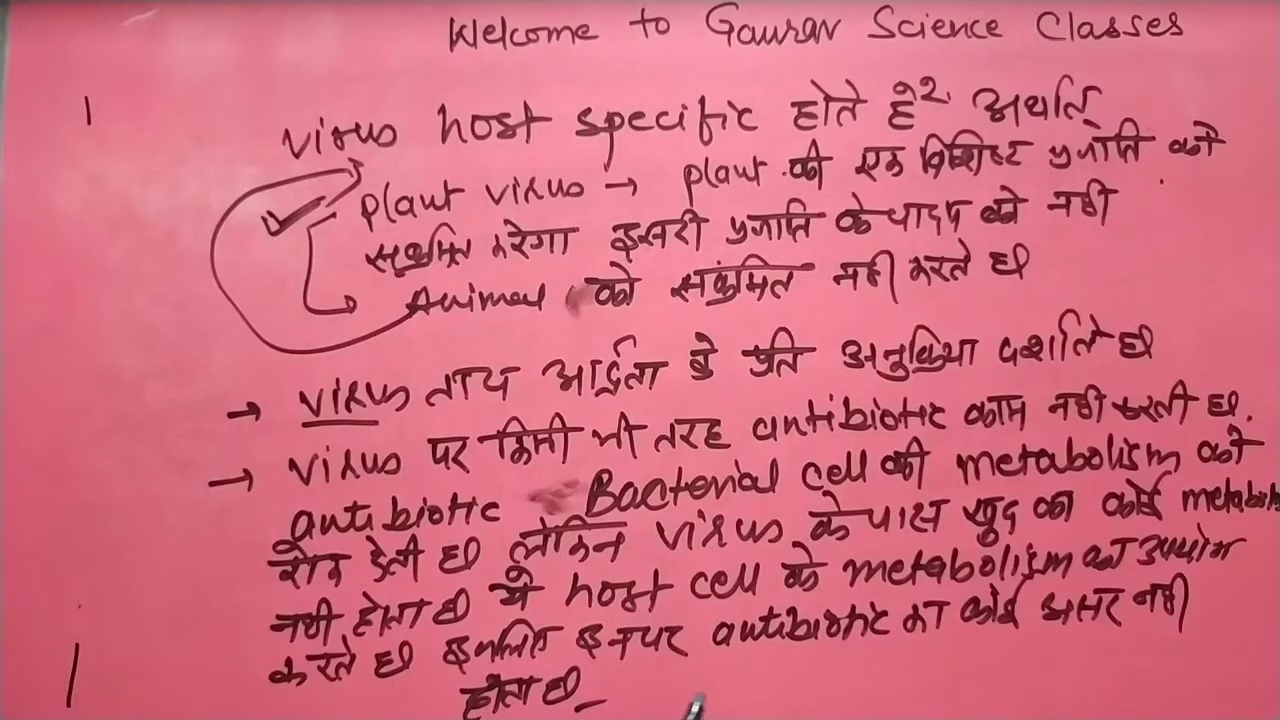 Welcome to Gaurav Science Classes
Virus host specific होते है अर्थात
Plant virus → plant की एक विशिष्ट प्रजाति को
संक्रमित करेगा दूसरी प्रजाति के पादप को नही
Animal को संक्रमित नही करते है
→ Virus ताप आर्द्रता के प्रति अनुक्रिया दर्शाते है
→ Virus पर किसी भी तरह antibiotic काम नही करती है.
antibiotic Bacterial cell की metabolism को
रोक देती है लेकिन virus के पास खुद का कोई metabolis
नही होता है ये host cell के metabolism का उपयोग
करते है इसलिए इनपर antibiotic का कोई असर नही
होता है